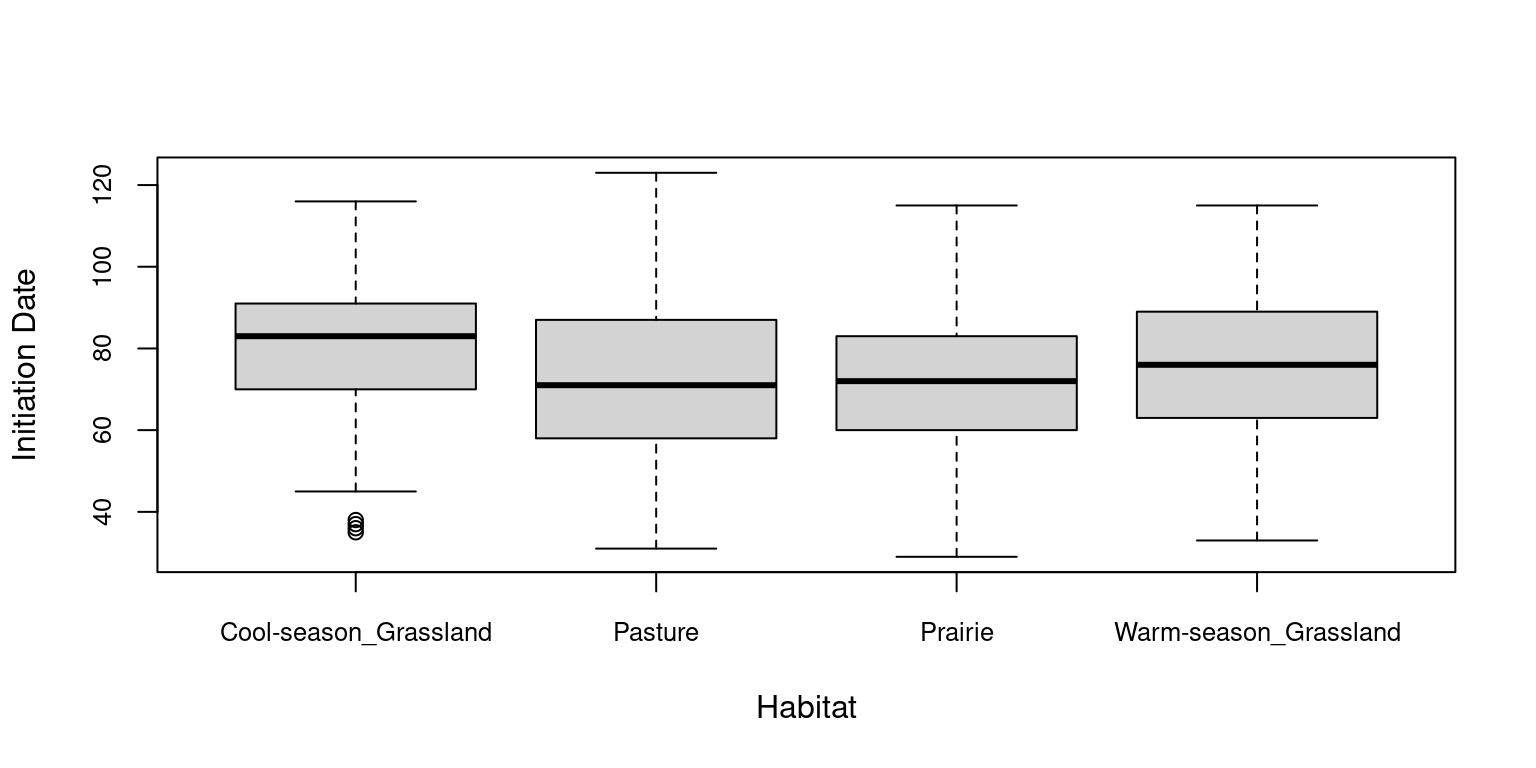 Initiation Date
120
100
80
60
40
Cool-season_Grassland Pasture Prairie Warm-season_Grassland
Habitat